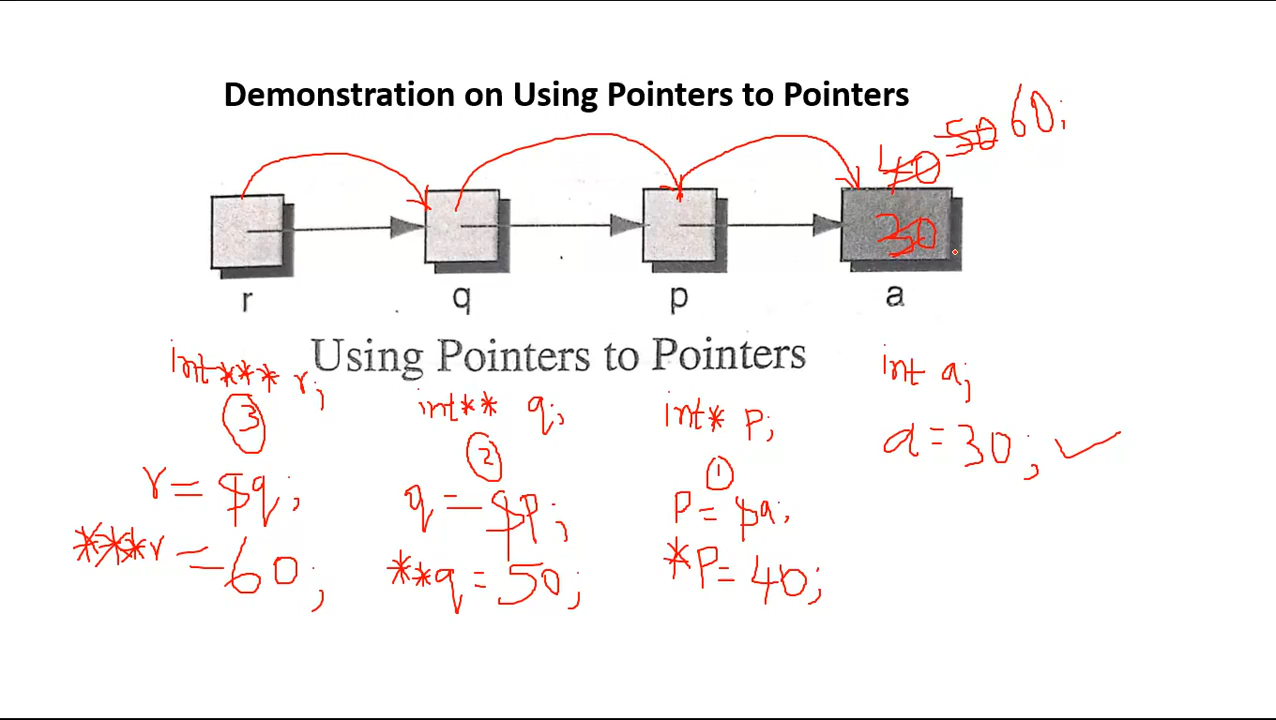 Demonstration on Using Pointers to Pointers
40 50 60;
30
r q p a
Using Pointers to Pointers
int*** r; int** q; int* p; int a;
③ ② ① a=30; ✓
r=&q; q=&p; p=&a;
***r=60; **q=50; *p=40;